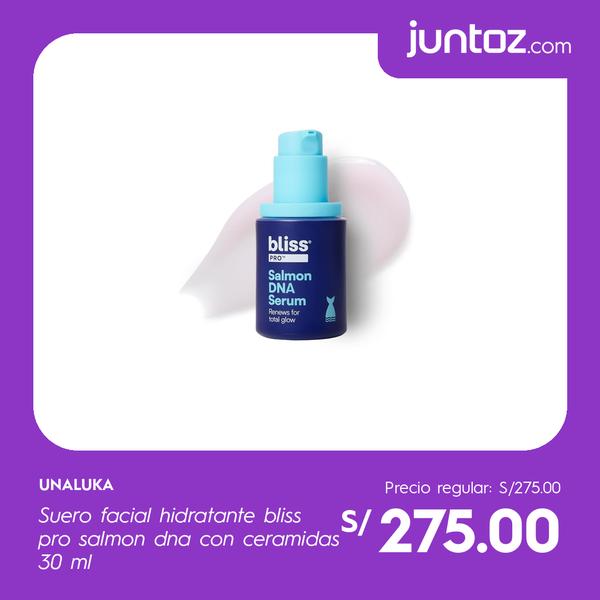 juntoz.com
bliss®
PRO™
Salmon
DNA
Serum
Renews for
total glow
UNALUKA
Suero facial hidratante bliss
pro salmon dna con ceramidas
30 ml
Precio regular: S/275.00
S/ 275.00